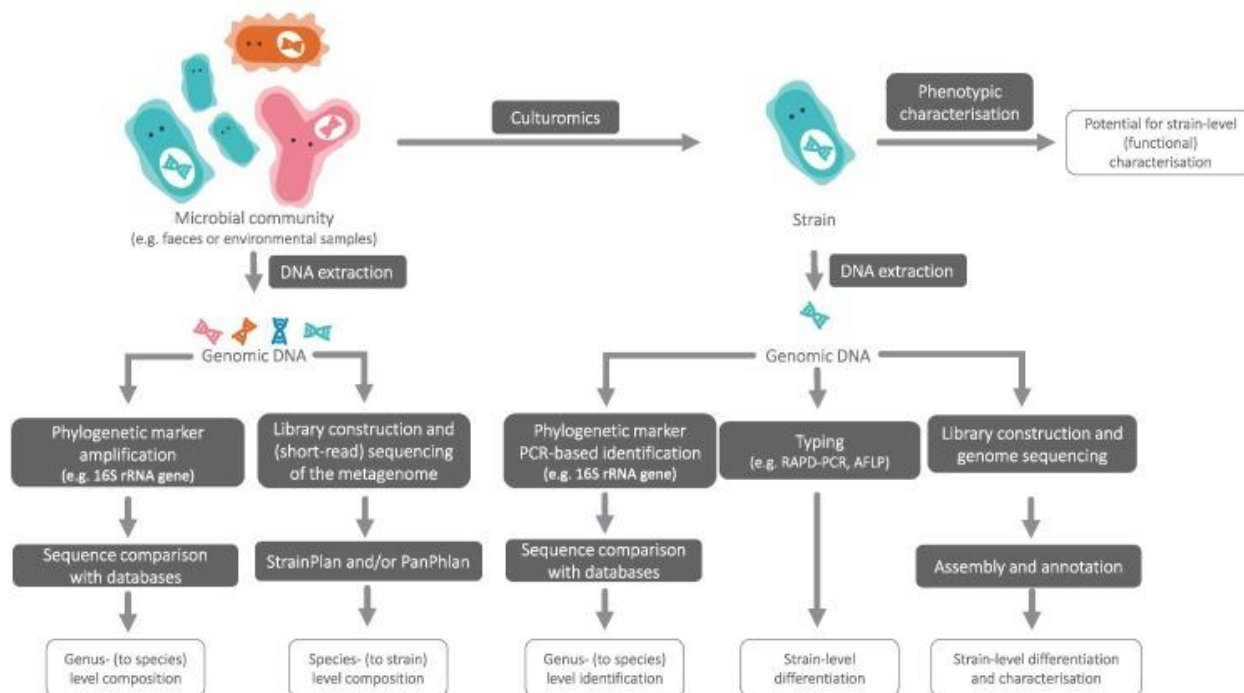 Culturomics
Phenotypic
characterisation
Potential for strain-level
(functional)
characterisation
Microbial community
(e.g. faeces or environmental samples)
Strain
DNA extraction
DNA extraction
Genomic DNA
Genomic DNA
Phylogenetic marker
amplification
(e.g. 16S rRNA gene)
Library construction and
(short-read) sequencing
of the metagenome
Phylogenetic marker
PCR-based identification
(e.g. 16S rRNA gene)
Typing
(e.g. RAPD-PCR, AFLP)
Library construction and
genome sequencing
Sequence comparison
with databases
StrainPlan and/or PanPhlan
Sequence comparison
with databases
Assembly and annotation
Genus- (to species)
level composition
Species- (to strain)
level composition
Genus- (to species)
level identification
Strain-level
differentiation
Strain-level differentiation
and characterisation